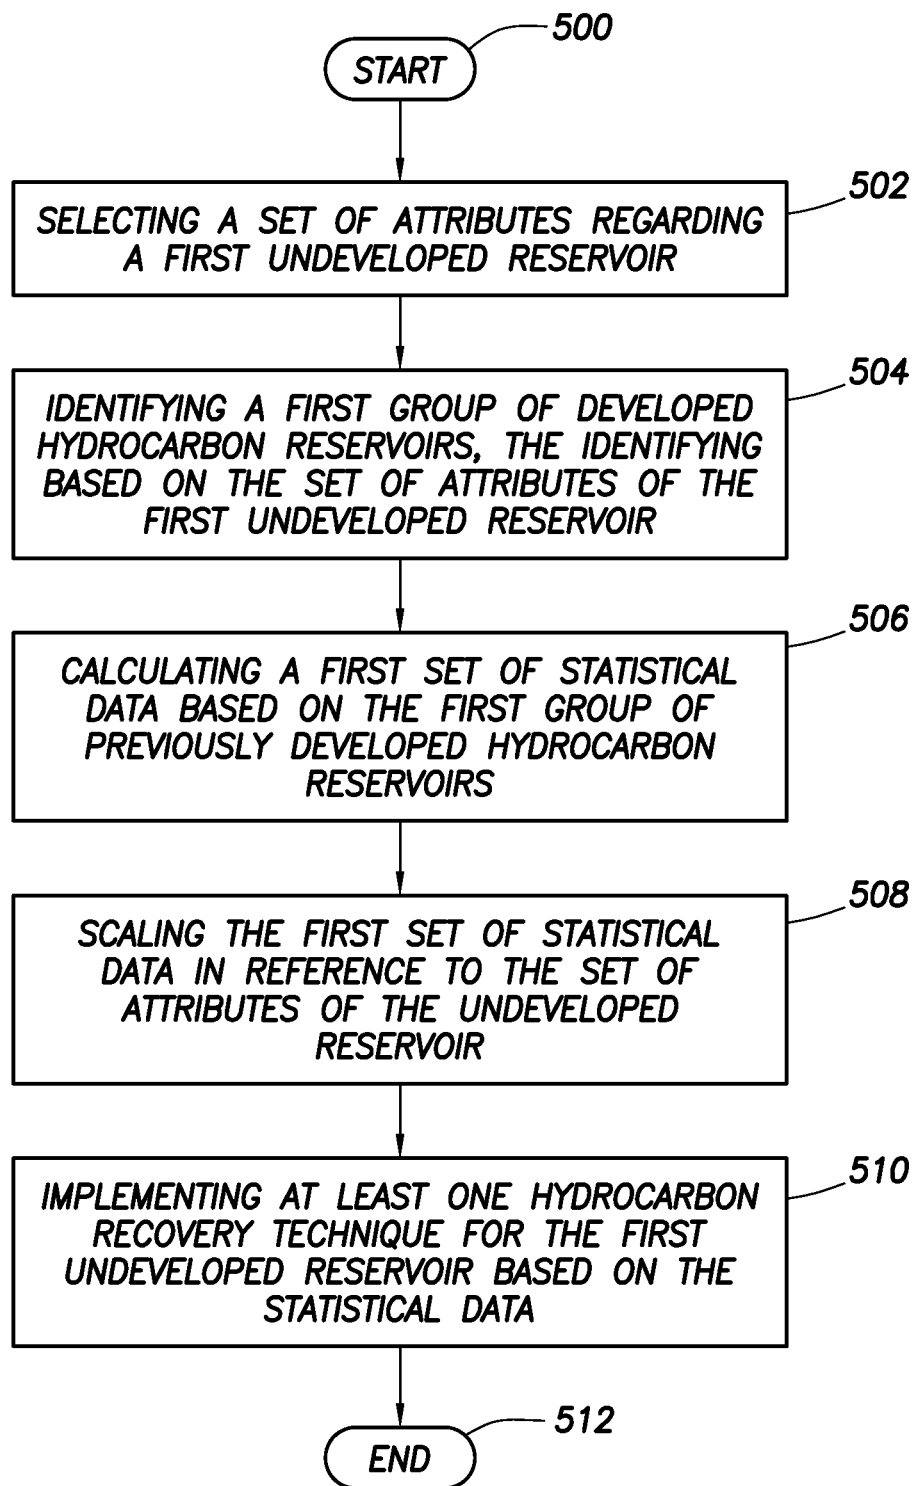 500
START
502
SELECTING A SET OF ATTRIBUTES REGARDING
A FIRST UNDEVELOPED RESERVOIR
504
IDENTIFYING A FIRST GROUP OF DEVELOPED
HYDROCARBON RESERVOIRS, THE IDENTIFYING
BASED ON THE SET OF ATTRIBUTES OF THE
FIRST UNDEVELOPED RESERVOIR
506
CALCULATING A FIRST SET OF STATISTICAL
DATA BASED ON THE FIRST GROUP OF
PREVIOUSLY DEVELOPED HYDROCARBON
RESERVOIRS
508
SCALING THE FIRST SET OF STATISTICAL
DATA IN REFERENCE TO THE SET OF
ATTRIBUTES OF THE UNDEVELOPED
RESERVOIR
510
IMPLEMENTING AT LEAST ONE HYDROCARBON
RECOVERY TECHNIQUE FOR THE FIRST
UNDEVELOPED RESERVOIR BASED ON THE
STATISTICAL DATA
512
END